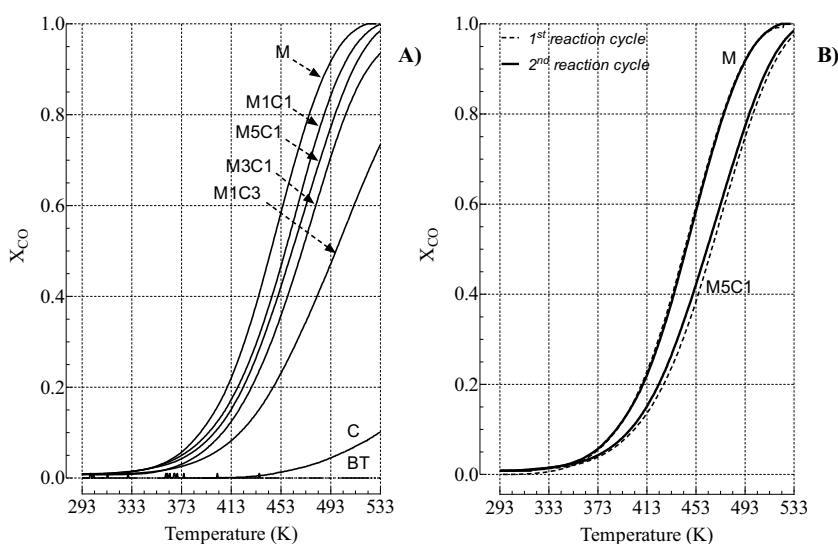 1.0
0.8
0.6
0.4
0.2
0.0
X_CO
293 333 373 413 453 493 533
Temperature (K)
A)
M
M1C1
M5C1
M3C1
M1C3
C
BT
1.0
0.8
0.6
0.4
0.2
0.0
X_CO
293 333 373 413 453 493 533
Temperature (K)
B)
1st reaction cycle
2nd reaction cycle
M
M5C1